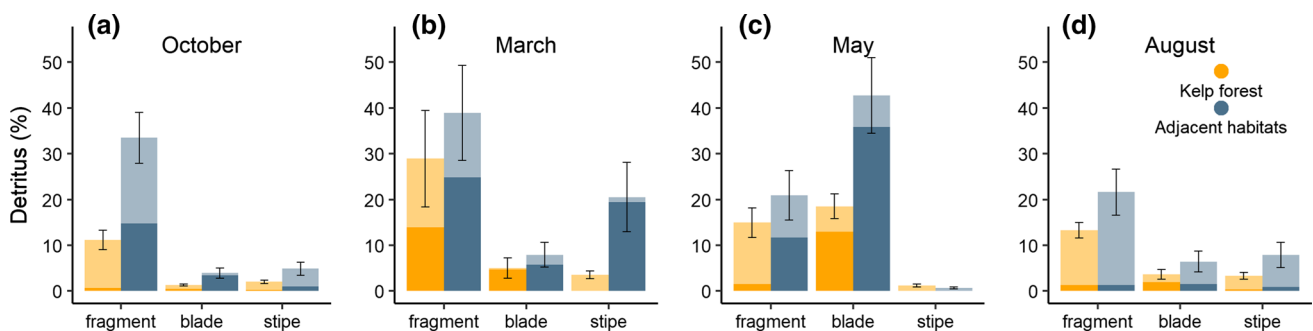 (a) October
(b) March
(c) May
(d) August
Detritus (%)
50
40
30
20
10
0
fragment blade stipe
50
40
30
20
10
0
fragment blade stipe
50
40
30
20
10
0
fragment blade stipe
50
40
30
20
10
0
fragment blade stipe
Kelp forest
Adjacent habitats